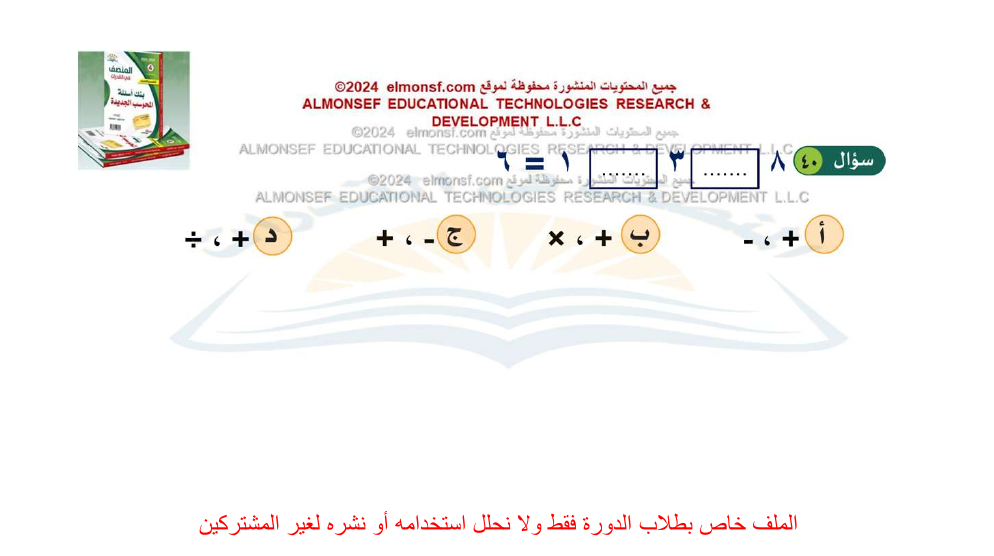 المنصف
في القدرات
بنك أسئلة
المحوسب الجديدة
جميع المحتويات المنشورة محفوظة لموقع elmonsf.com ©2024
ALMONSEF EDUCATIONAL TECHNOLOGIES RESEARCH &
DEVELOPMENT L.L.C
جميع المحتويات المنشورة محفوظة لموقع elmonsf.com ©2024
ALMONSEF EDUCATIONAL TECHNOLOGIES RESEARCH & DEVELOPMENT L.L.C
سؤال ٤٠ ٨ ....... ٣ ....... ١ = ٦
جميع المحتويات المنشورة محفوظة لموقع elmonsf.com ©2024
ALMONSEF EDUCATIONAL TECHNOLOGIES RESEARCH & DEVELOPMENT L.L.C
أ + ، - ب + ، × ج - ، + د + ، ÷
الملف خاص بطلاب الدورة فقط ولا نحلل استخدامه أو نشره لغير المشتركين